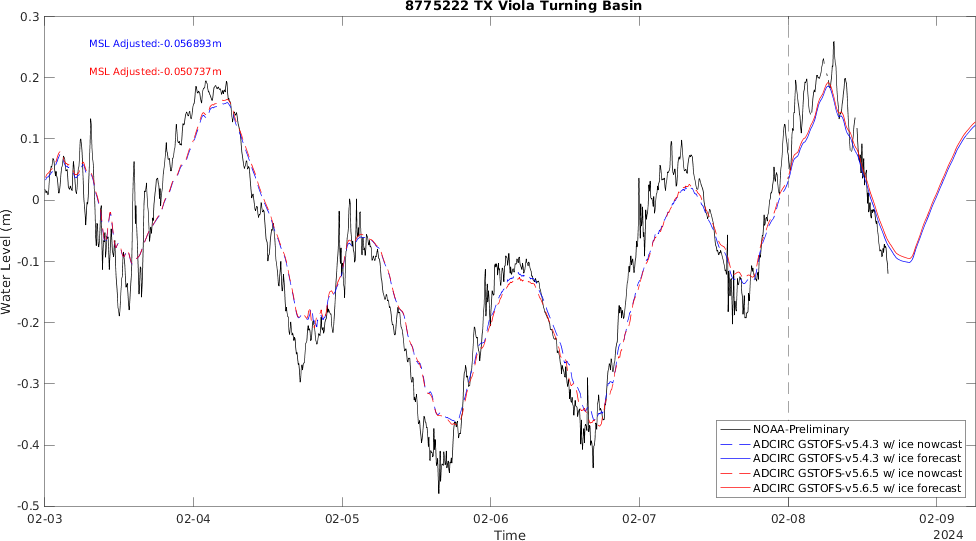 8775222 TX Viola Turning Basin
0.3
MSL Adjusted:-0.056893m
MSL Adjusted:-0.050737m
0.2
0.1
0
-0.1
-0.2
-0.3
-0.4
-0.5
Water Level (m)
NOAA-Preliminary
ADCIRC GSTOFS-v5.4.3 w/ ice nowcast
ADCIRC GSTOFS-v5.4.3 w/ ice forecast
ADCIRC GSTOFS-v5.6.5 w/ ice nowcast
ADCIRC GSTOFS-v5.6.5 w/ ice forecast
02-03 02-04 02-05 02-06 02-07 02-08 02-09
Time
2024